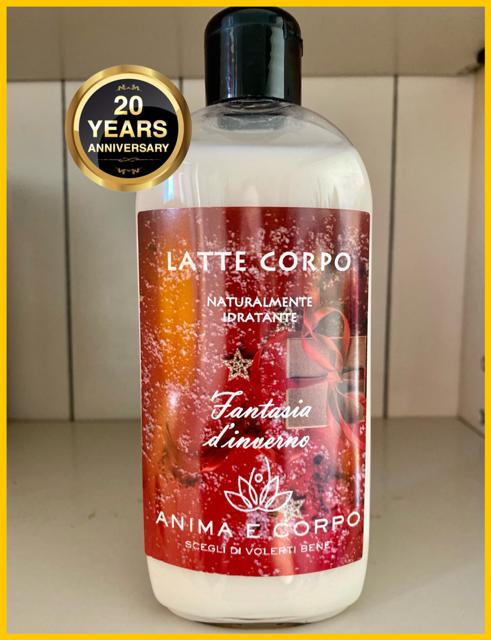 20
YEARS
ANNIVERSARY
LATTE CORPO
NATURALMENTE
IDRATANTE
Fantasia
d'inverno
ANIMA E CORPO
SCEGLI DI VOLERTI BENE